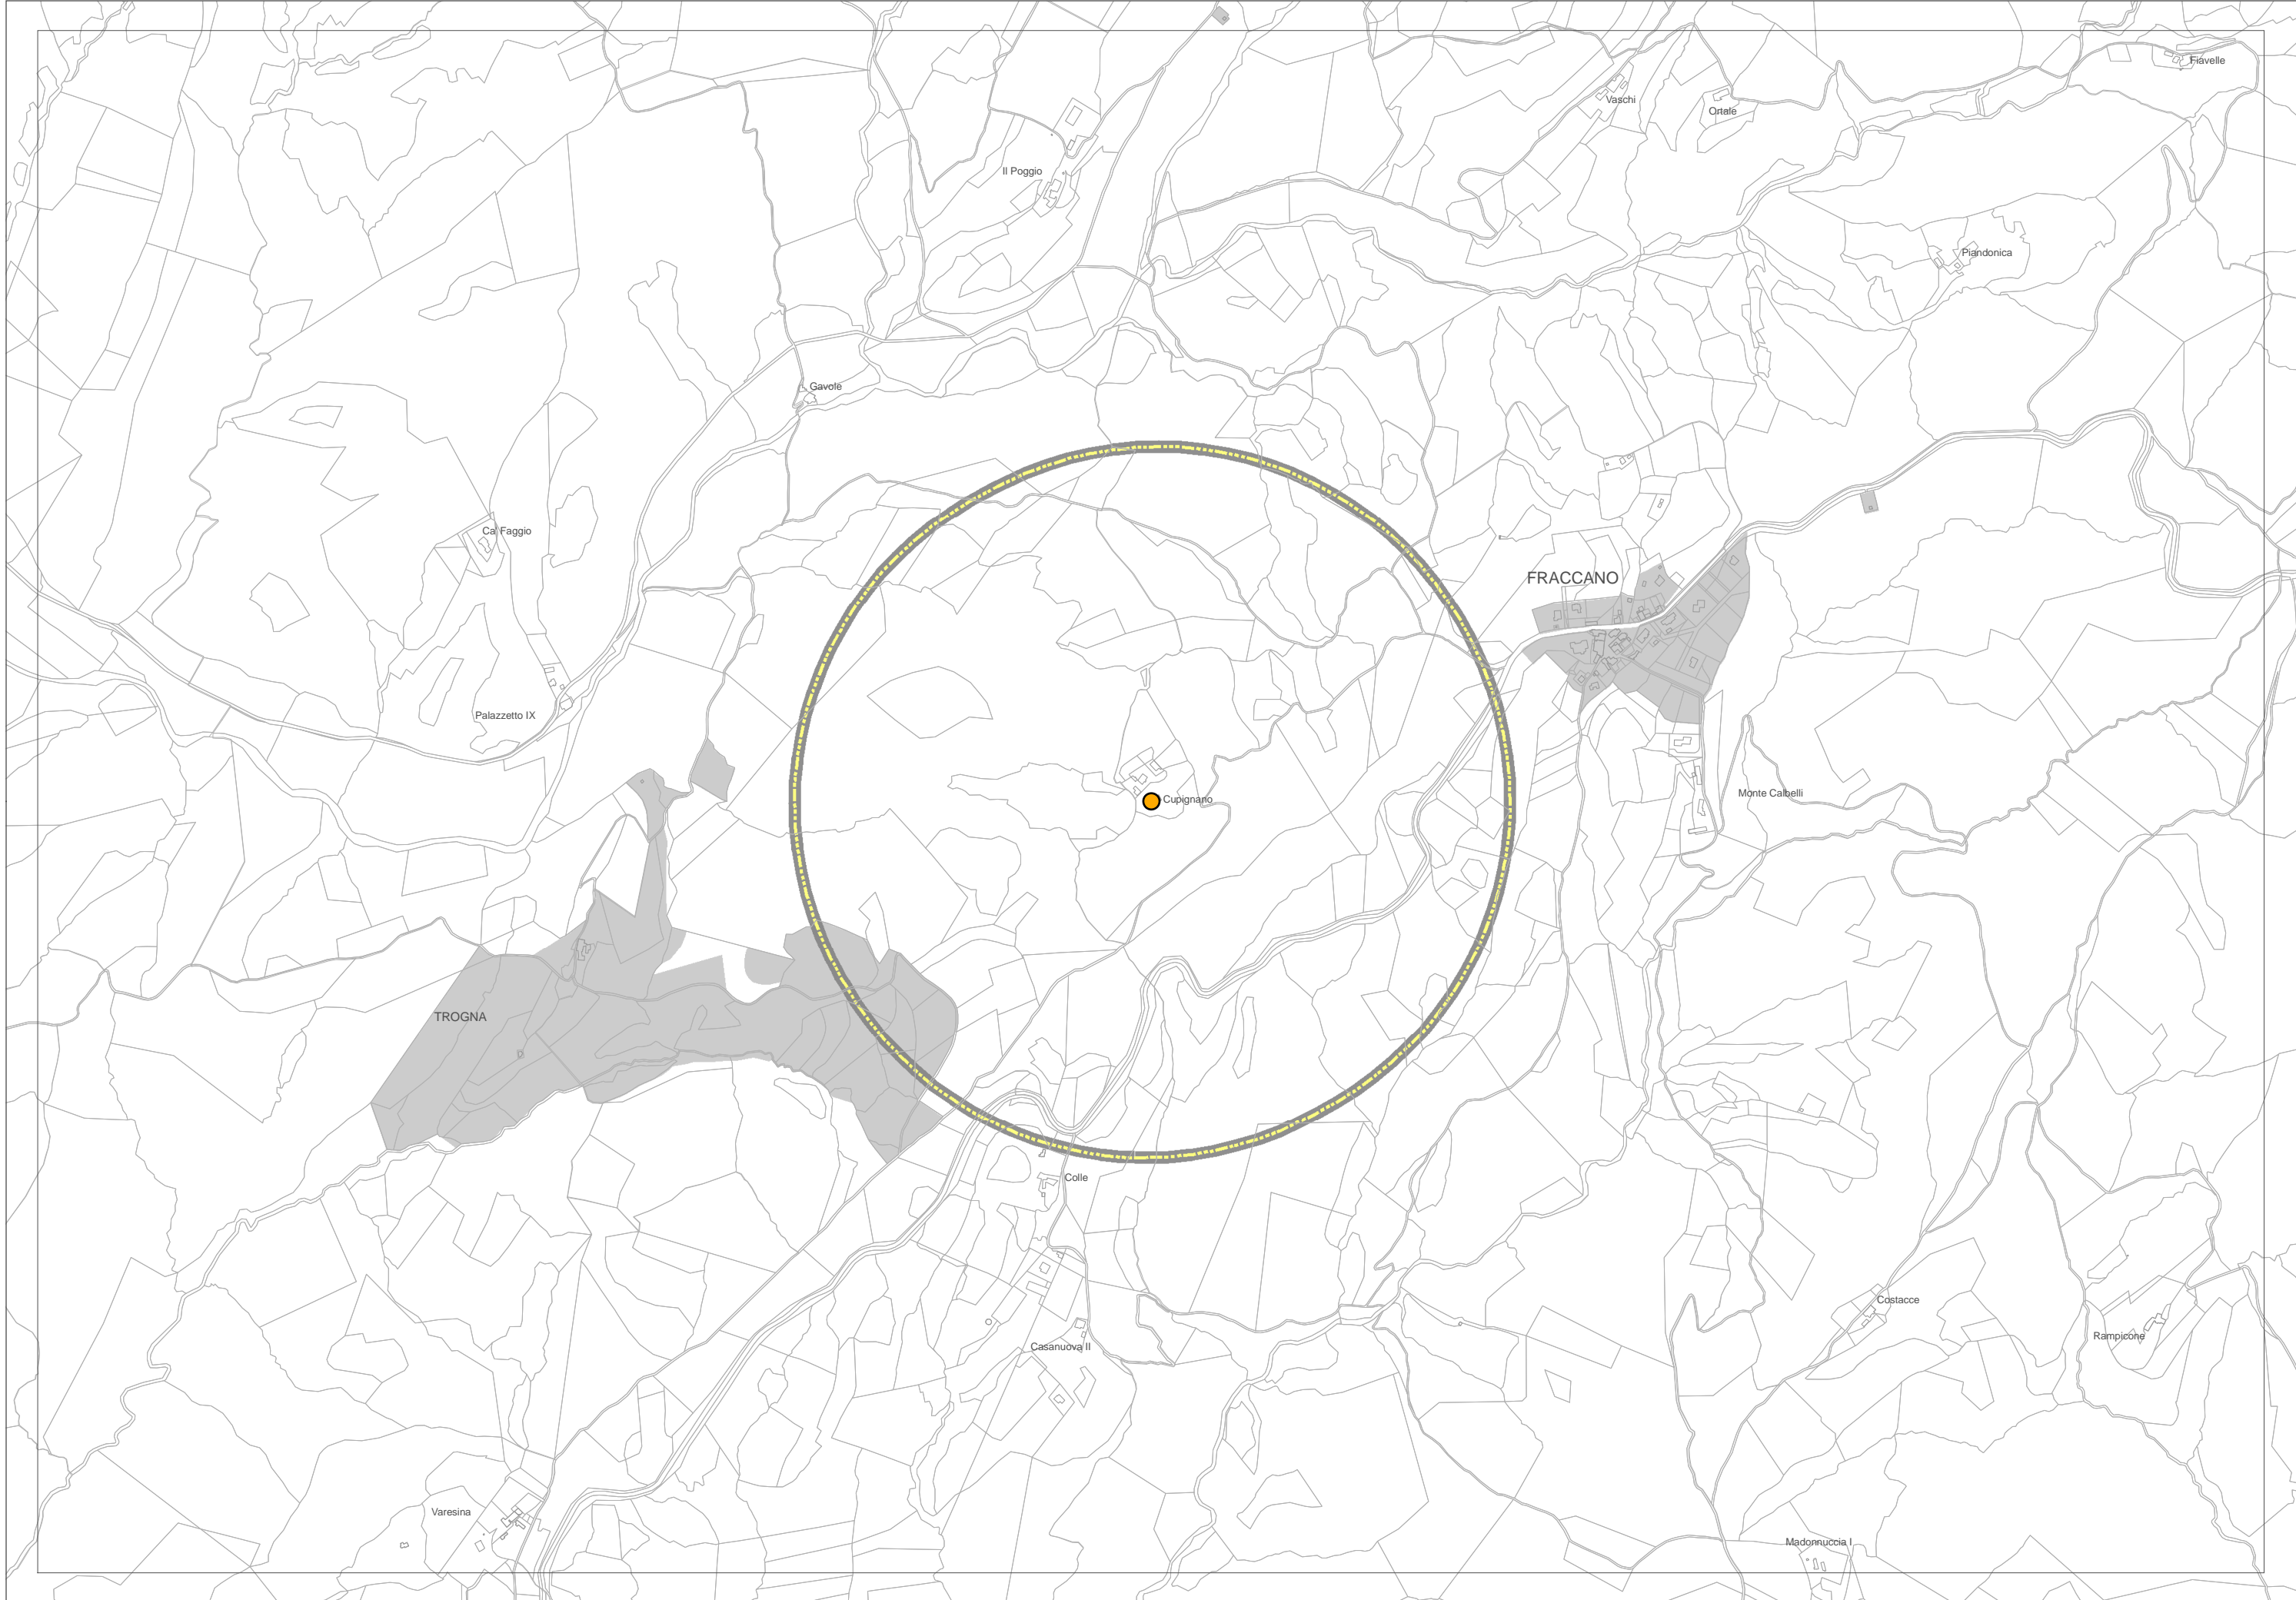 Fiavelle
Vaschi
Ortale
Il Poggio
Piandonica
Gavole
Ca' Faggio
FRACCANO
Palazzetto IX
Monte Calbelli
Cupignano
TROGNA
Colle
Costacce
Rampicone
Casanuova II
Varesina
Madonnuccia I